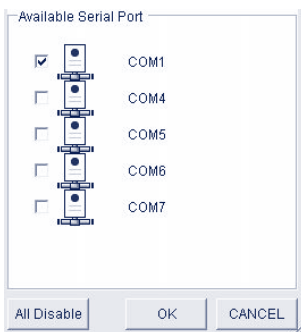 Available Serial Port
COM1
COM4
COM5
COM6
COM7
All Disable OK CANCEL